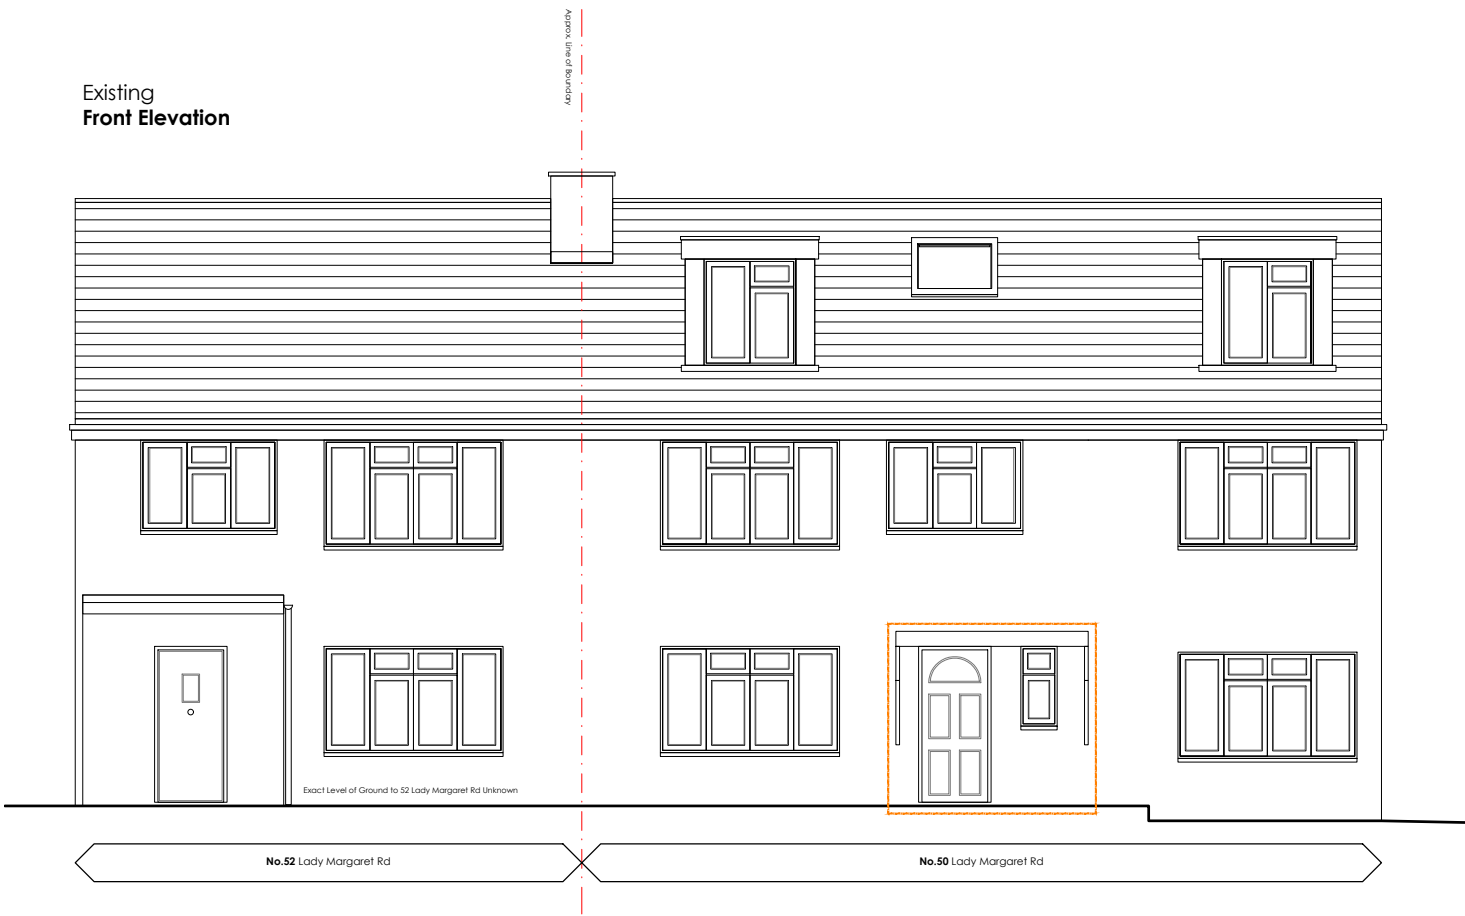 Approx. Line of Boundary
Existing
Front Elevation
Exact Level of Ground to 52 Lady Margaret Rd Unknown
No.52 Lady Margaret Rd
No.50 Lady Margaret Rd